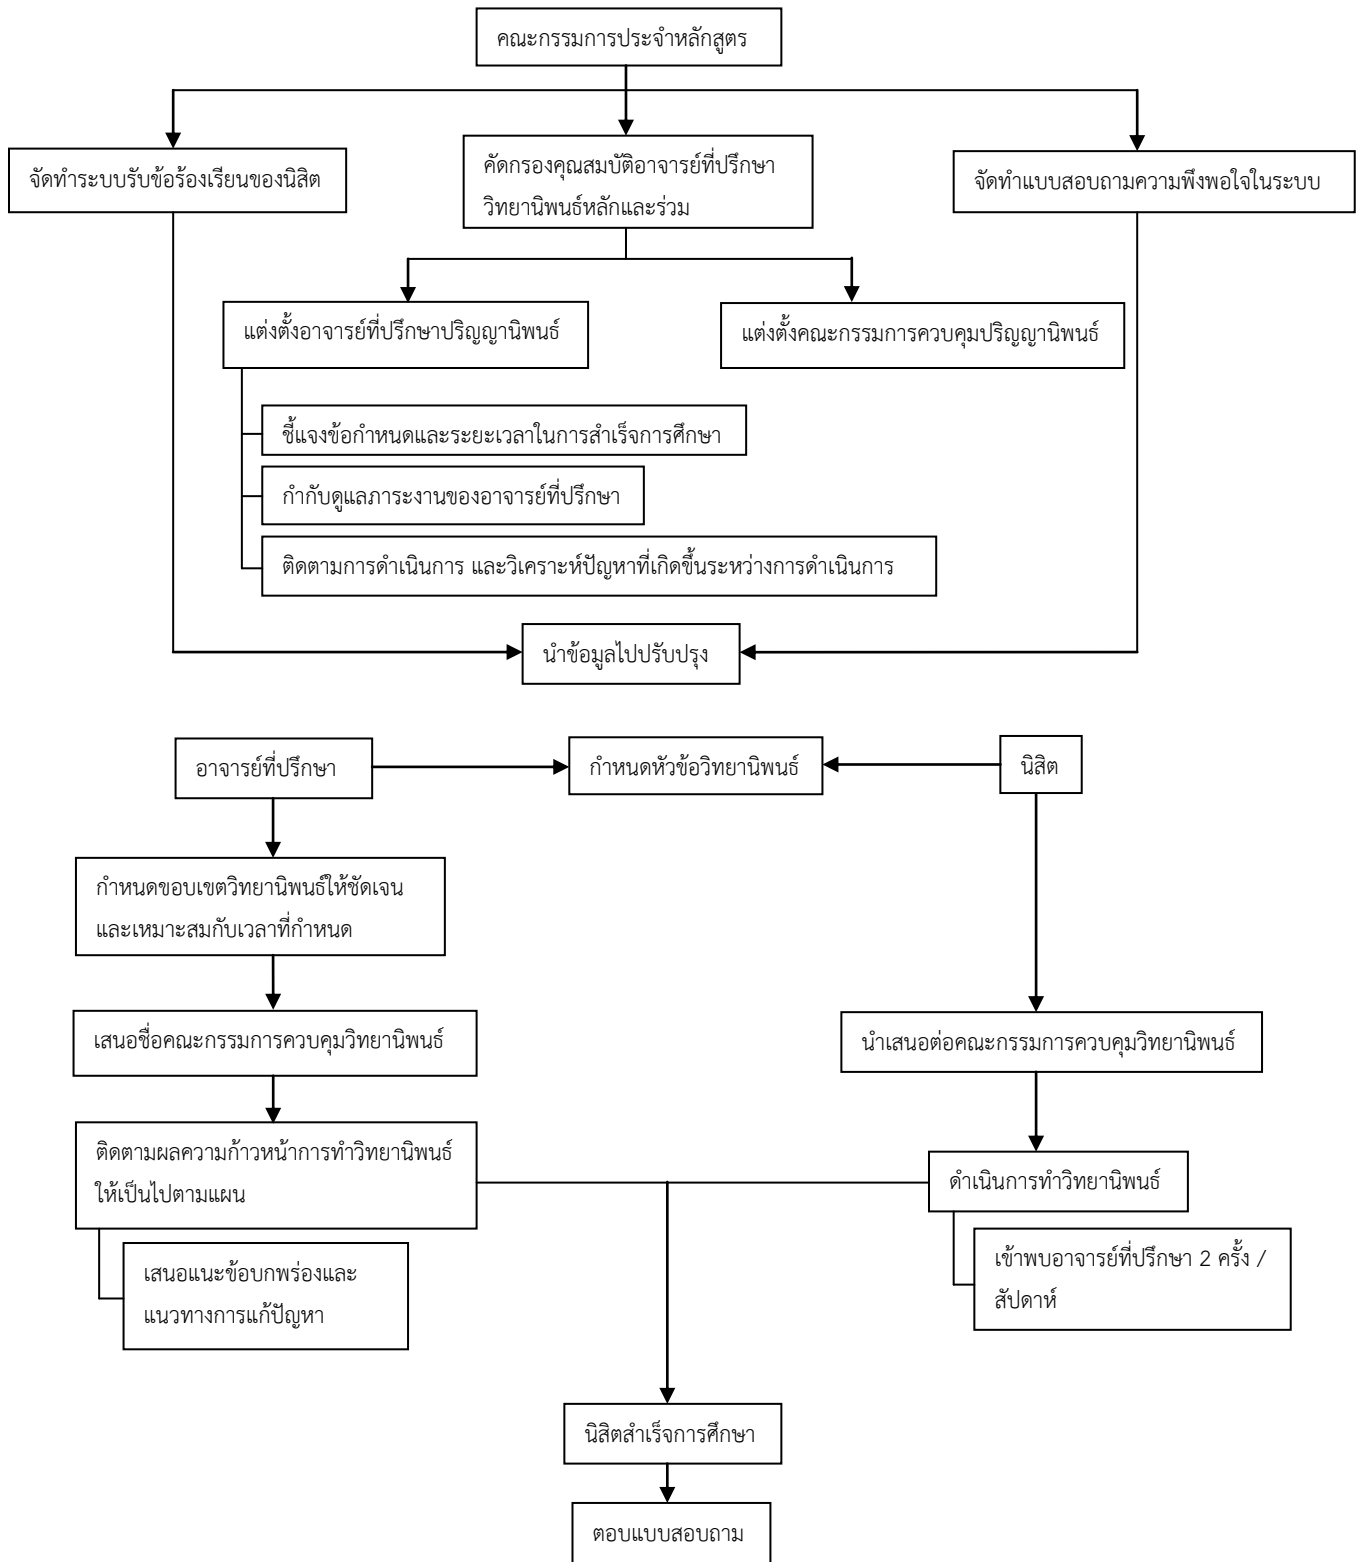 คณะกรรมการประจำหลักสูตร
จัดทำระบบรับข้อร้องเรียนของนิสิต
คัดกรองคุณสมบัติอาจารย์ที่ปรึกษา
วิทยานิพนธ์หลักและร่วม
จัดทำแบบสอบถามความพึงพอใจในระบบ
แต่งตั้งอาจารย์ที่ปรึกษาปริญญานิพนธ์
แต่งตั้งคณะกรรมการควบคุมปริญญานิพนธ์
ชี้แจงข้อกำหนดและระยะเวลาในการสำเร็จการศึกษา
กำกับดูแลภาระงานของอาจารย์ที่ปรึกษา
ติดตามการดำเนินการ และวิเคราะห์ปัญหาที่เกิดขึ้นระหว่างการดำเนินการ
นำข้อมูลไปปรับปรุง
อาจารย์ที่ปรึกษา
กำหนดหัวข้อวิทยานิพนธ์
นิสิต
กำหนดขอบเขตวิทยานิพนธ์ให้ชัดเจน
และเหมาะสมกับเวลาที่กำหนด
เสนอชื่อคณะกรรมการควบคุมวิทยานิพนธ์
นำเสนอต่อคณะกรรมการควบคุมวิทยานิพนธ์
ติดตามผลความก้าวหน้าการทำวิทยานิพนธ์
ให้เป็นไปตามแผน
ดำเนินการทำวิทยานิพนธ์
เสนอแนะข้อบกพร่องและ
แนวทางการแก้ปัญหา
เข้าพบอาจารย์ที่ปรึกษา 2 ครั้ง /
สัปดาห์
นิสิตสำเร็จการศึกษา
ตอบแบบสอบถาม